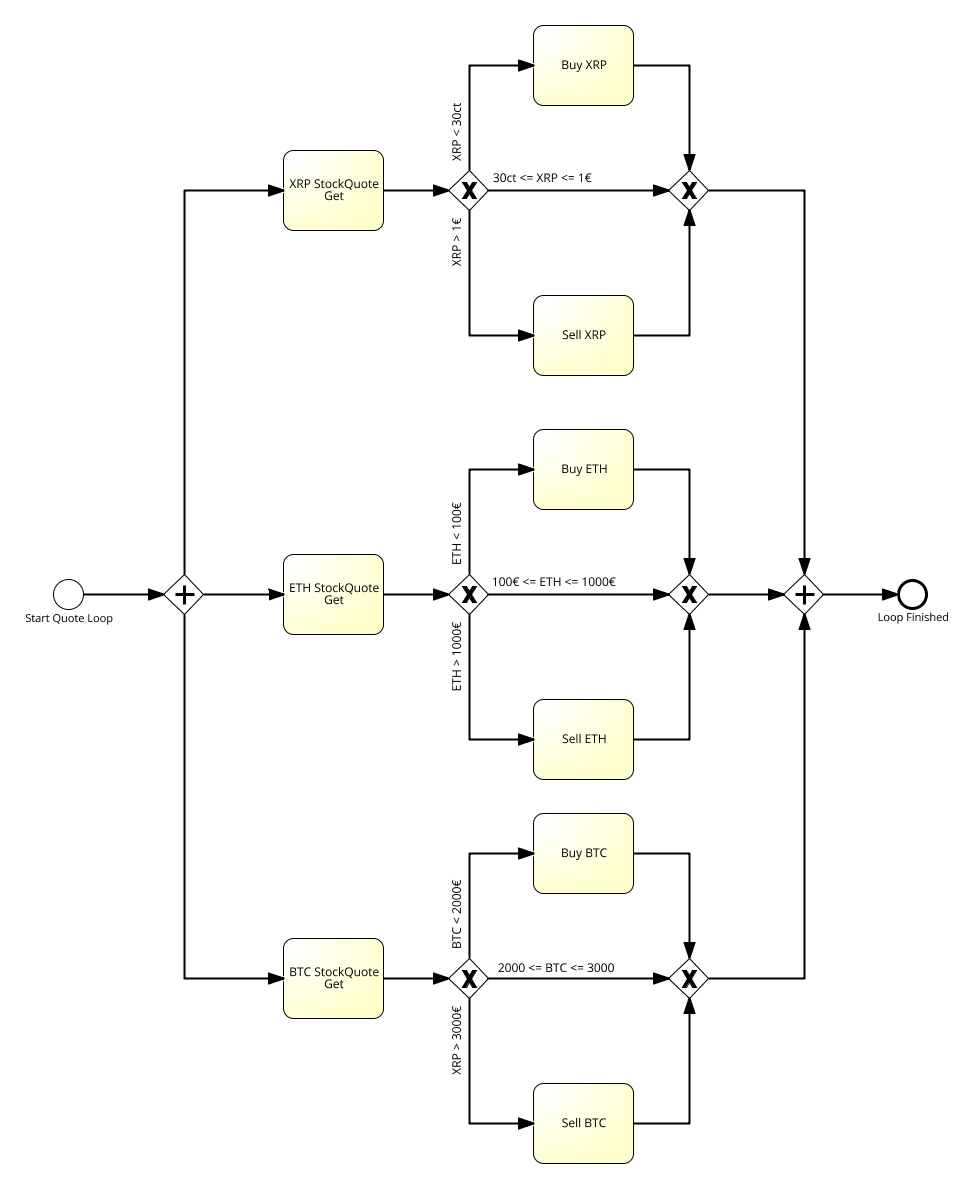 Buy XRP
XRP < 30ct
XRP StockQuote
Get
30ct <= XRP <= 1€
XRP > 1€
Sell XRP
Buy ETH
ETH < 100€
Start Quote Loop
ETH StockQuote
Get
100€ <= ETH <= 1000€
Loop Finished
ETH > 1000€
Sell ETH
Buy BTC
BTC < 2000€
BTC StockQuote
Get
2000 <= BTC <= 3000
XRP > 3000€
Sell BTC